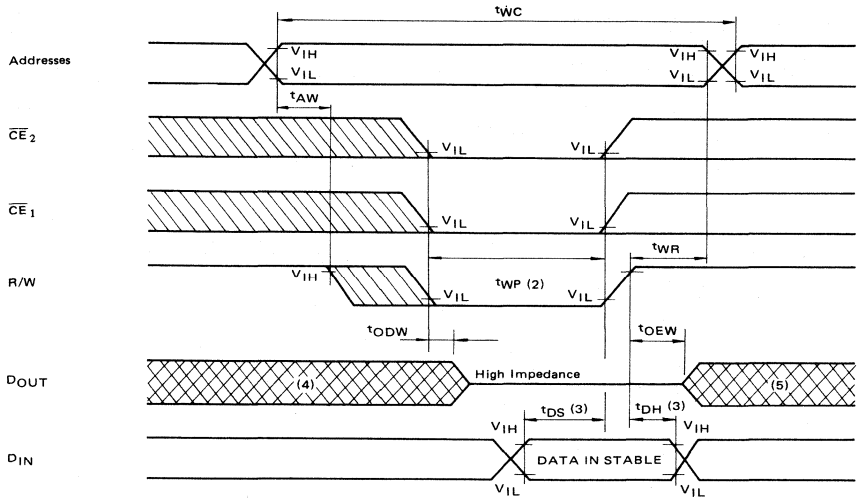 tWC
Addresses
VIH
VIL
VIH
VIL
VIH
VIL
tAW
CE2
VIL
VIL
CE1
VIL
VIL
tWR
R/W
VIH
VIL
tWP (2)
VIL
tODW
tOEW
DOUT
(4)
High Impedance
(5)
tDS (3)
tDH (3)
VIH
VIH
DIN
DATA IN STABLE
VIL
VIL